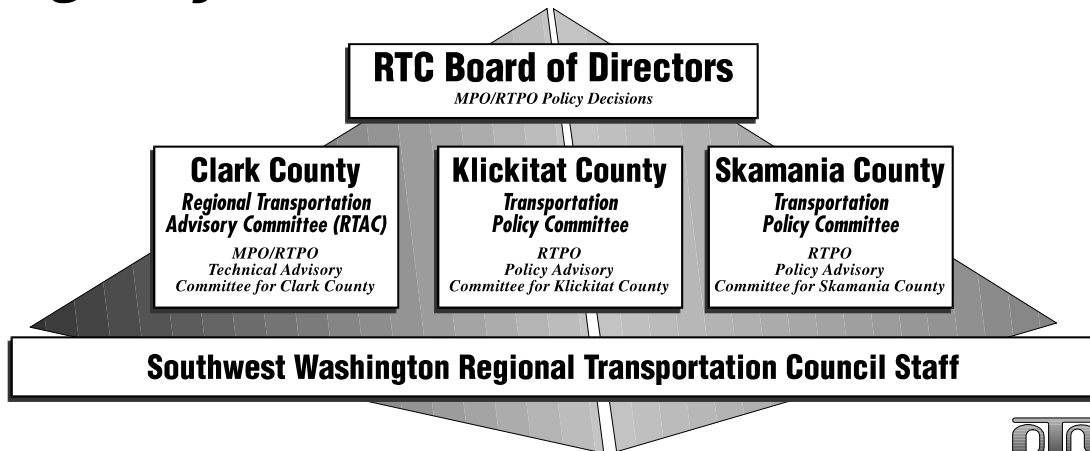 RTC Board of Directors
MPO/RTPO Policy Decisions
Clark County
Regional Transportation
Advisory Committee (RTAC)
MPO/RTPO
Technical Advisory
Committee for Clark County
Klickitat County
Transportation
Policy Committee
RTPO
Policy Advisory
Committee for Klickitat County
Skamania County
Transportation
Policy Committee
RTPO
Policy Advisory
Committee for Skamania County
Southwest Washington Regional Transportation Council Staff